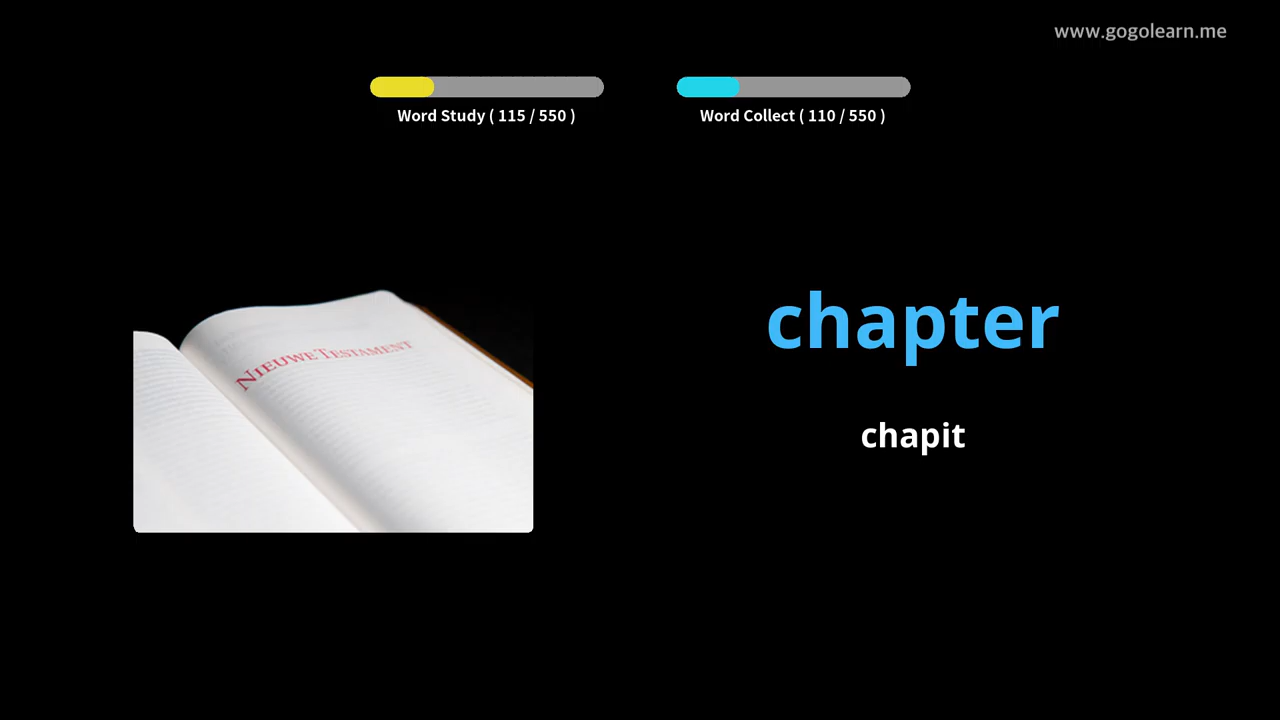 www.gogolearn.me
Word Study ( 115 / 550 )
Word Collect ( 110 / 550 )
NIEUWE TESTAMENT
chapter
chapit